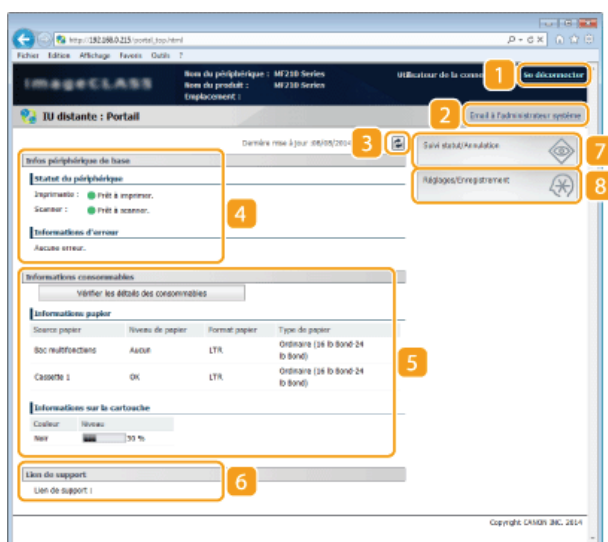 http://192.168.0.215/portal_top.html
Fichier Edition Affichage Favoris Outils ?
imageCLASS
Nom du périphérique : MF210 Series
Nom du produit : MF210 Series
Emplacement :
Utilisateur de la
1
Se déconnecter
IU distante : Portail
2
Email à l'administrateur système
Dernière mise à jour :08/05/2014
3
Suivi statut/Annulation
7
Réglages/Enregistrement
8
Infos périphérique de base
Statut du périphérique
Imprimante : Prêt à imprimer.
Scanner : Prêt à scanner.
4
Informations d'erreur
Aucune erreur.
Informations consommables
Vérifier les détails des consommables
Informations papier
Source papier Niveau de papier Format papier Type de papier
Bac multifonctions Aucun LTR Ordinaire (16 lb Bond-24
lb Bond)
Cassette 1 OK LTR Ordinaire (16 lb Bond-24
lb Bond)
5
Informations sur la cartouche
Couleur Niveau
Noir 50 %
Lien de support
Lien de support :
6
Copyright CANON INC. 2014